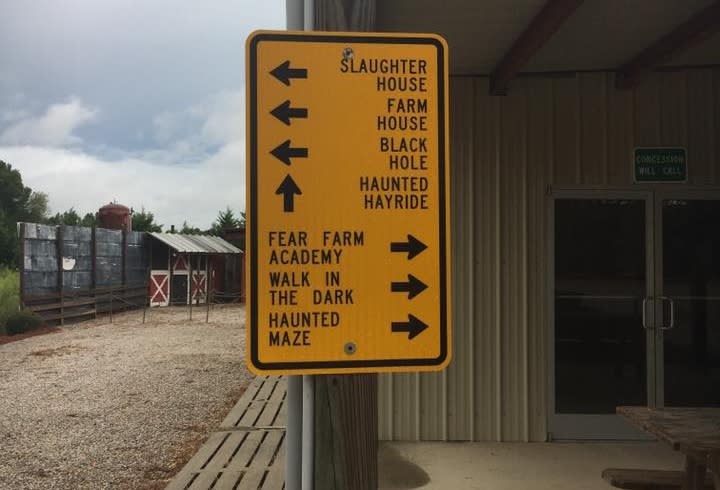 SLAUGHTER
HOUSE
FARM
HOUSE
BLACK
HOLE
HAUNTED
HAYRIDE
FEAR FARM
ACADEMY
WALK IN
THE DARK
HAUNTED
MAZE
CONCESSION
WILL CALL